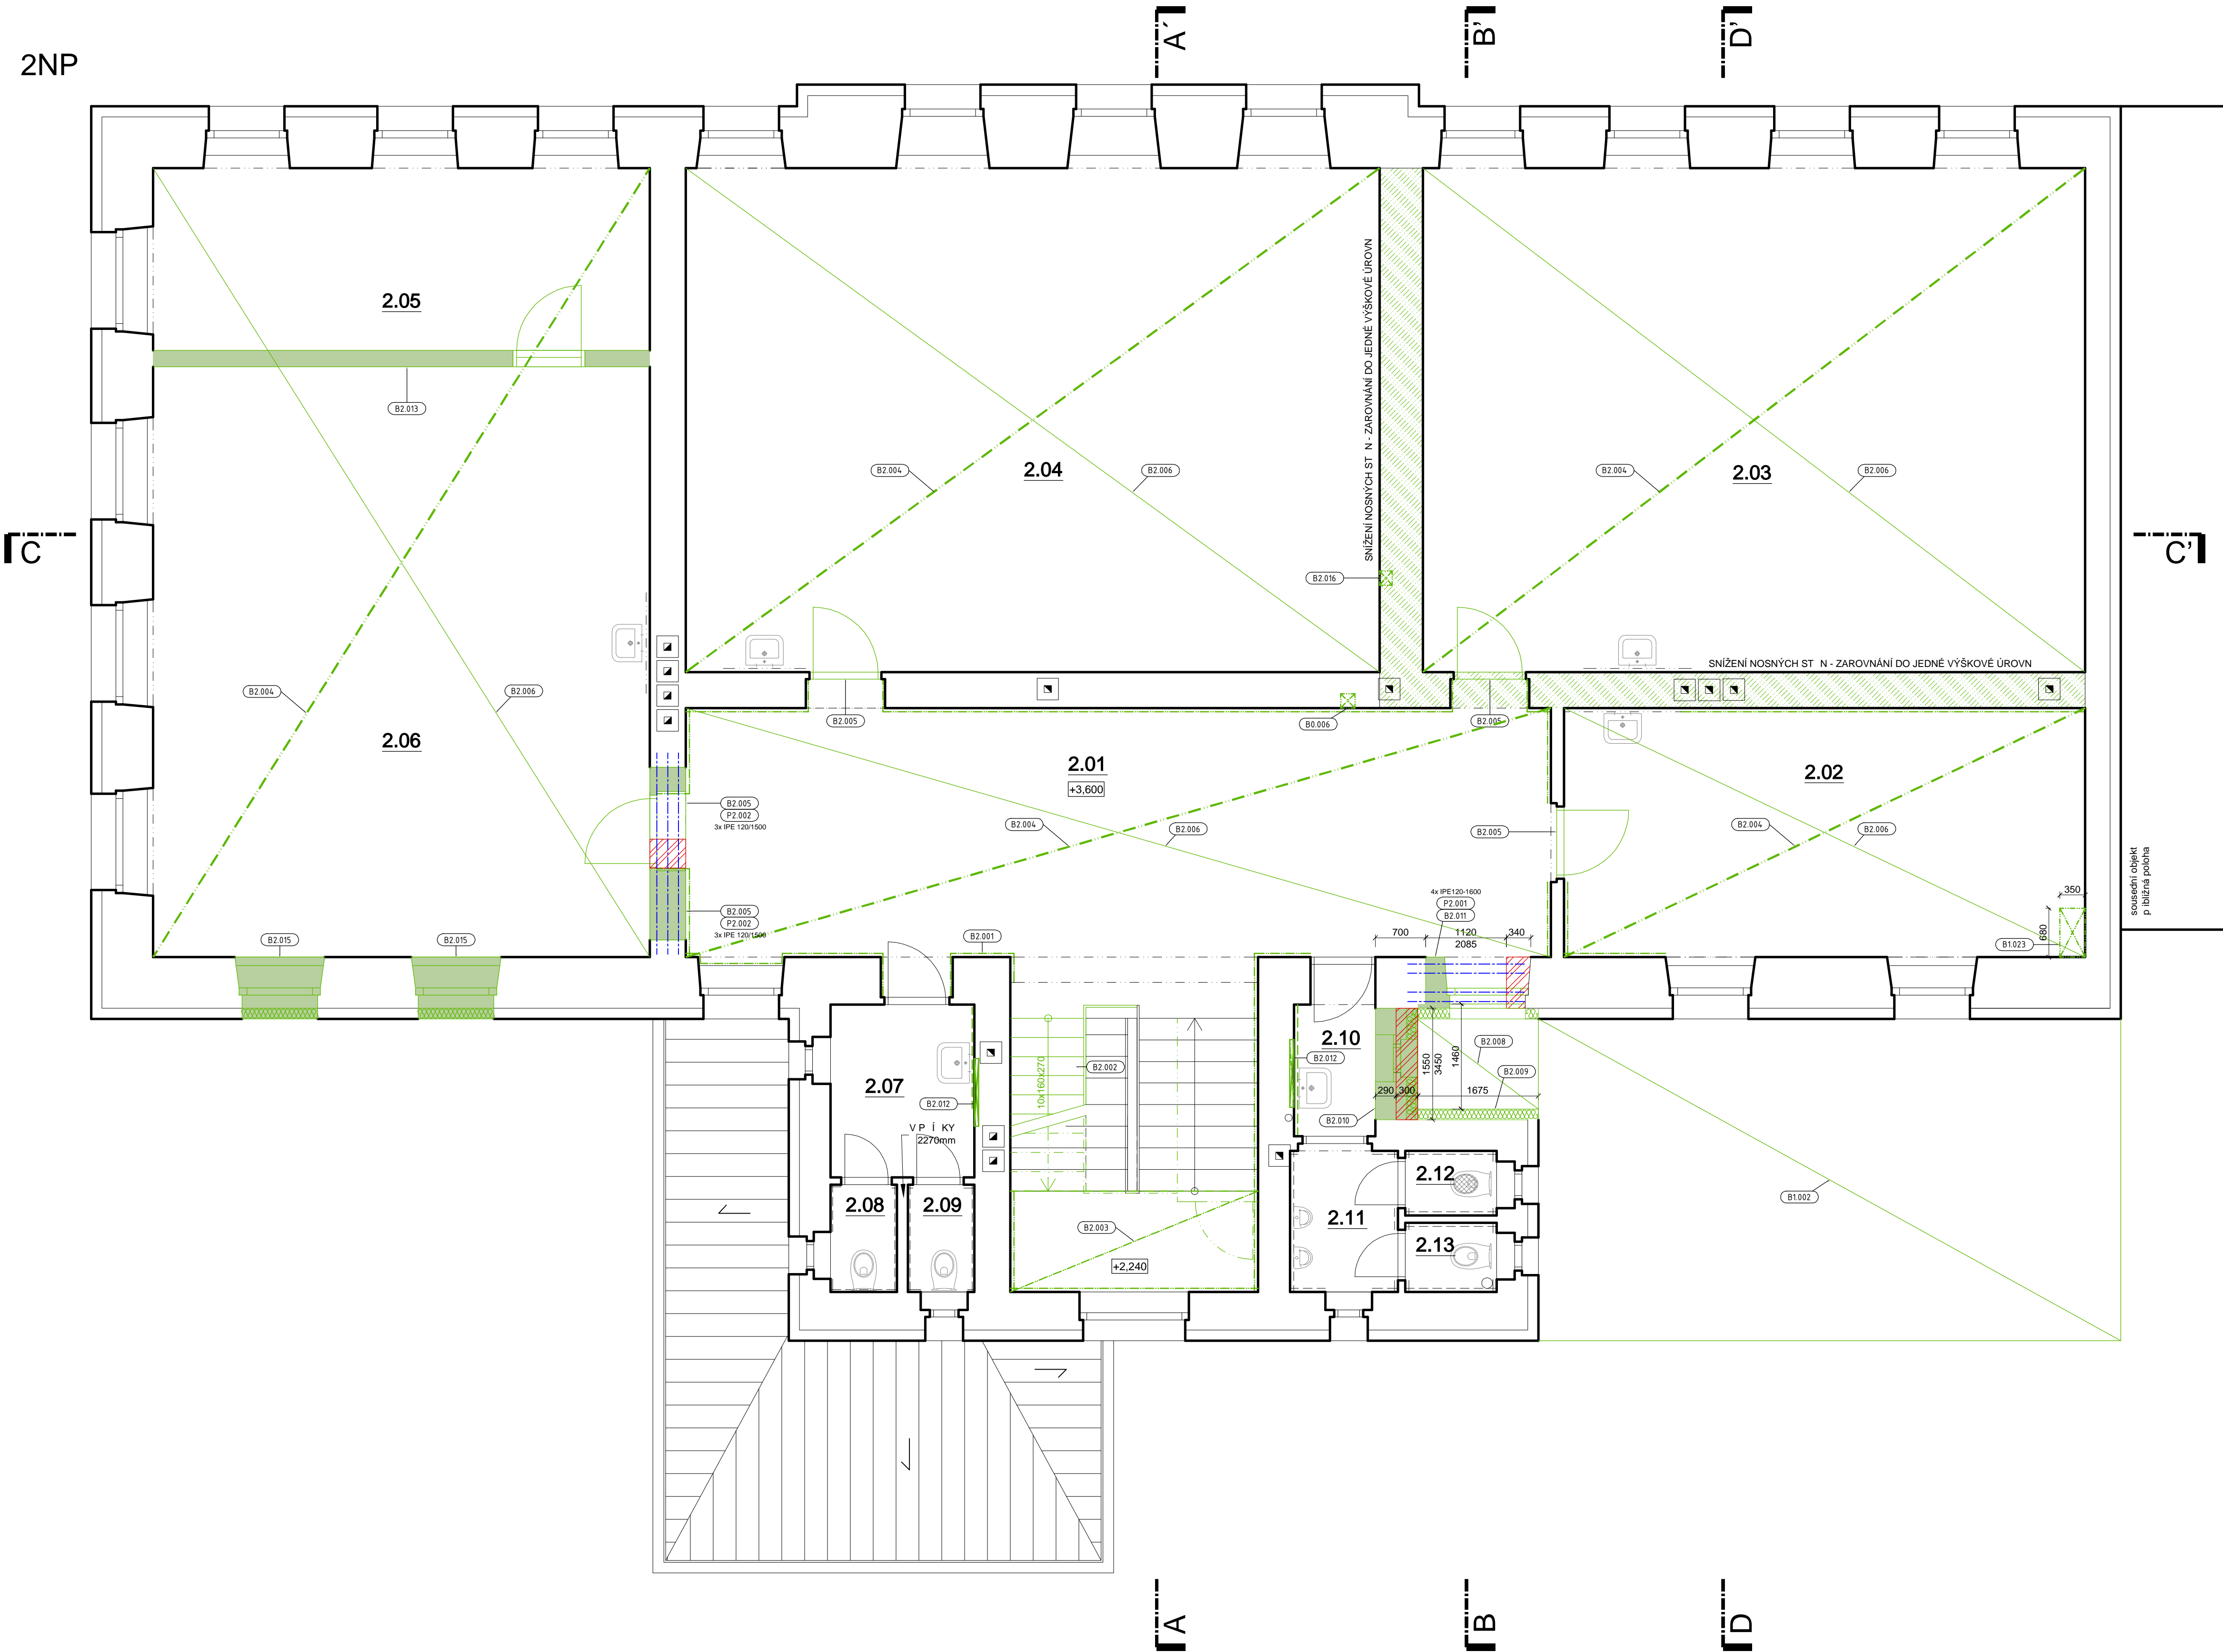 2NP
A´
B'
D'
2.05
B2.013
B2.004
2.04
B2.006
SNÍŽENÍ NOSNÝCH ST N - ZAROVNÁNÍ DO JEDNÉ VÝŠKOVÉ ÚROVN
B2.004
2.03
B2.006
C
C'
B2.016
SNÍŽENÍ NOSNÝCH ST N - ZAROVNÁNÍ DO JEDNÉ VÝŠKOVÉ ÚROVN
B2.004
B2.006
2.06
B2.005
B0.006
B2.005
2.01
+3,600
2.02
B2.005
P2.002
3x IPE 120/1500
B2.004
B2.006
B2.005
B2.004
B2.006
sousední objekt
p ibližná poloha
B2.005
P2.002
3x IPE 120/1500
4x IPE120-1600
P2.001
B2.011
350
680
B1.023
B2.015
B2.015
B2.001
700
1120
340
2085
2.07
B2.012
10x160x270
B2.002
2.10
B2.012
1550
3450
1460
B2.008
B2.009
290
300
1675
B2.010
V P Í KY
2270mm
2.08
2.09
B2.003
+2,240
2.11
2.12
2.13
B1.002
A
B
D